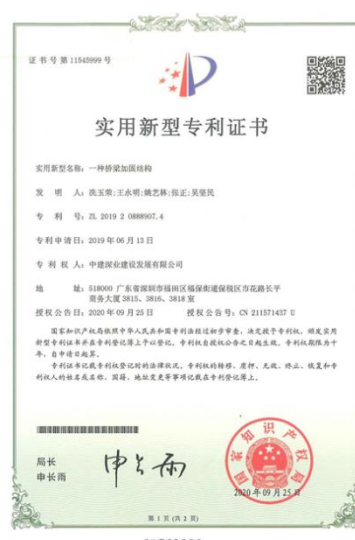 证书号第11545999号
实用新型专利证书
实用新型名称：一种桥梁加固结构
发 明 人：洗玉荣;王永明;姚艺林;张正;吴堃民
专 利 号：ZL 2019 2 0888907.4
专利申请日：2019年06月13日
专 利 权 人：中建深业建设发展有限公司
地 址：518000 广东省深圳市福田区福保街道保税区市花路长平
商务大厦3815、3816、3818室
授权公告日：2020年09月25日 授权公告号：CN 211571437 U
国家知识产权局依照中华人民共和国专利法经过初步审查，决定授予专利权，颁发实用
新型专利证书并在专利登记簿上予以登记。专利权自授权公告之日起生效。专利权期限为十
年，自申请日起算。
专利证书记载专利权登记时的法律状况。专利权的转移、质押、无效、终止、恢复和专
利权人的姓名或名称、国籍、地址变更等事项记载在专利登记簿上。
局长
申长雨
申长雨
国家知识产权局
2020年09月25日
第 1 页 (共 2 页)